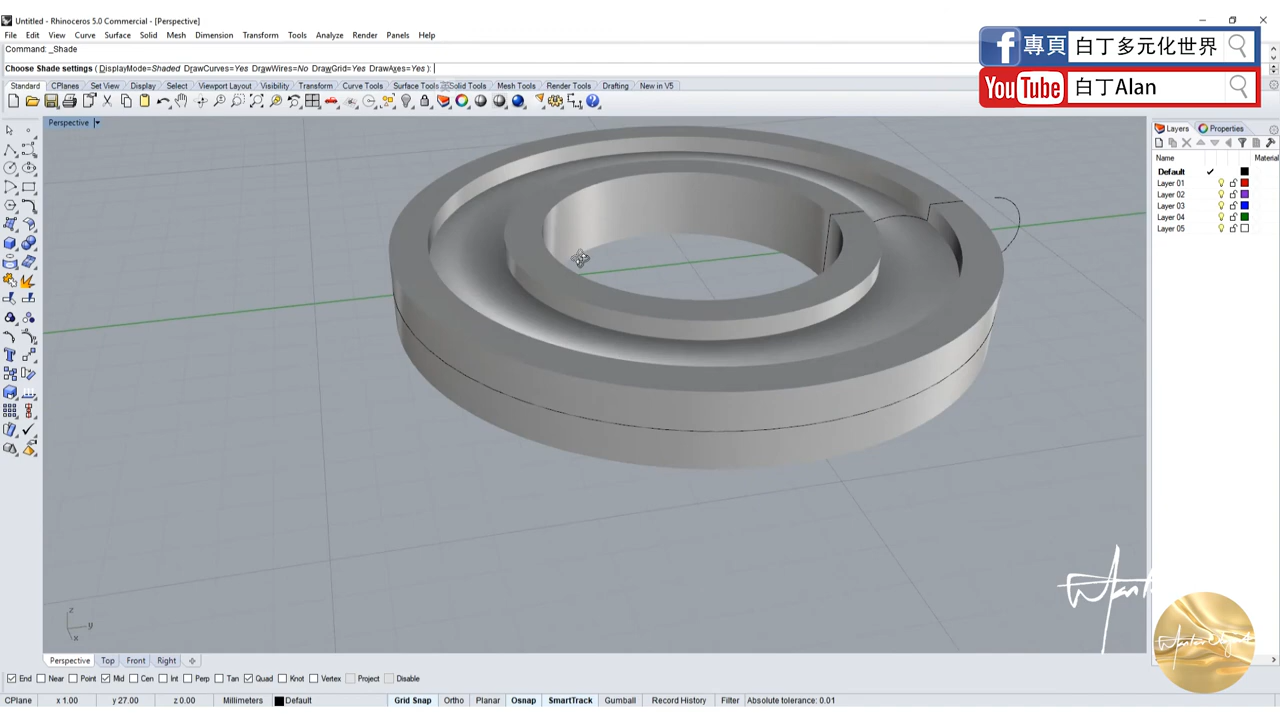 Untitled - Rhinoceros 5.0 Commercial - [Perspective]
File Edit View Curve Surface Solid Mesh Dimension Transform Tools Analyze Render Panels Help
Command: _Shade
Choose Shade settings ( DisplayMode=Shaded DrawCurves=Yes DrawWires=No DrawGrid=Yes DrawAxes=Yes ):
專頁 白丁多元化世界
YouTube 白丁Alan
Standard CPlanes Set View Display Select Viewport Layout Visibility Transform Curve Tools Surface Tools Solid Tools Mesh Tools Render Tools Drafting New in V5
Perspective
Layers Properties
Name Material
Default
Layer 01
Layer 02
Layer 03
Layer 04
Layer 05
z
y
x
Perspective Top Front Right
End Near Point Mid Cen Int Perp Tan Quad Knot Vertex Project Disable
CPlane x 1.00 y 27.00 z 0.00 Millimeters Default Grid Snap Ortho Planar Osnap SmartTrack Gumball Record History Filter Absolute tolerance: 0.01